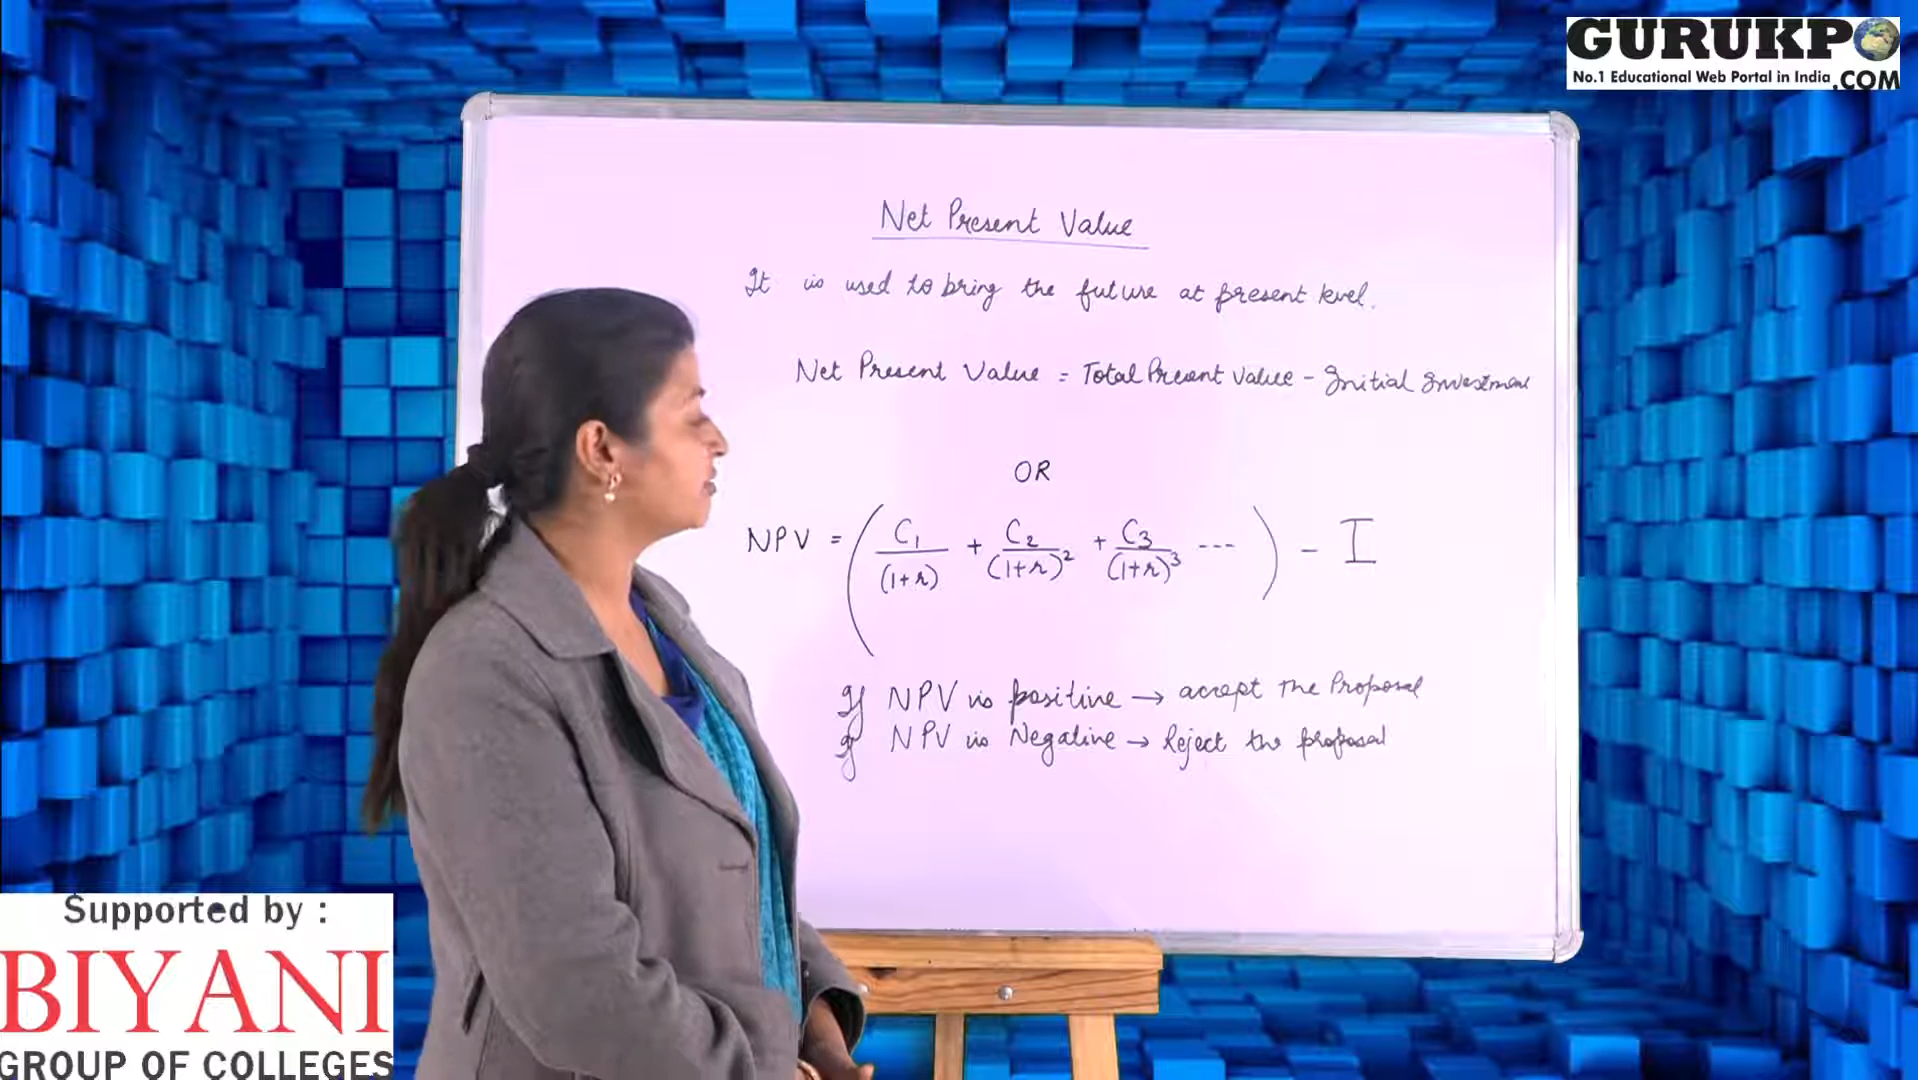 GURUKPO
No.1 Educational Web Portal in India .COM
Net Present Value
It is used to bring the future at present level.
Net Present Value = Total Present Value - Initial Investment
OR
NPV = ( C1/(1+r) + C2/(1+r)² + C3/(1+r)³ --- ) - I
If NPV is positive → accept the Proposal
If NPV is Negative → Reject the proposal
Supported by :
BIYANI
GROUP OF COLLEGES